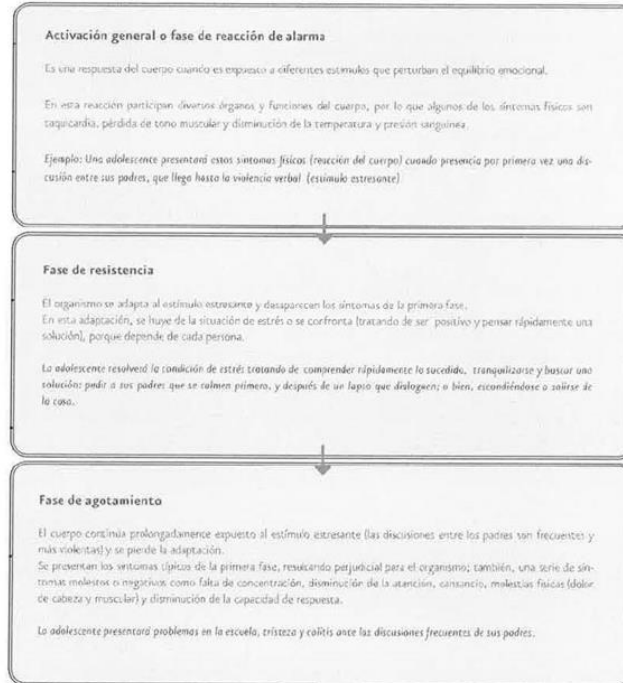 Activación general o fase de reacción de alarma
Es una respuesta del cuerpo cuando es expuesto a diferentes estímulos que perturban el equilibrio emocional.
En esta reacción participan diversos órganos y funciones del cuerpo, por lo que algunos de los síntomas físicos son
taquicardia, pérdida de tono muscular y disminución de la temperatura y presión sanguínea.
Ejemplo: Una adolescente presentará estos síntomas físicos (reacción del cuerpo) cuando presencia por primera vez una dis-
cusión entre sus padres, que llega hasta la violencia verbal (estímulo estresante)
Fase de resistencia
El organismo se adapta al estímulo estresante y desaparecen los síntomas de la primera fase.
En esta adaptación, se huye de la situación de estrés o se confronta (tratando de ser positivo y pensar rápidamente una
solución), porque depende de cada persona.
La adolescente resolverá la condición de estrés tratando de comprender rápidamente lo sucedido, tranquilizarse y buscar una
solución: pedir a sus padres que se calmen primero, y después de un lapso que dialoguen; o bien, escondiéndose o salirse de
la casa.
Fase de agotamiento
El cuerpo continúa prolongadamente expuesto al estímulo estresante (las discusiones entre los padres son frecuentes y
más violentas) y se pierde la adaptación.
Se presentan los síntomas típicos de la primera fase, resultando perjudicial para el organismo; también, una serie de sín-
tomas molestos o negativos como falta de concentración, disminución de la atención, cansancio, molestias físicas (dolor
de cabeza y muscular) y disminución de la capacidad de respuesta.
La adolescente presentará problemas en la escuela, tristeza y colitis ante las discusiones frecuentes de sus padres.